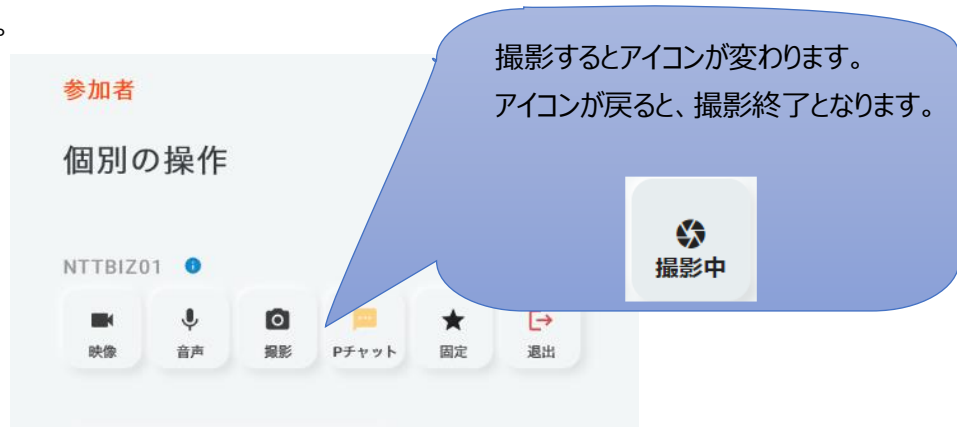 。
撮影するとアイコンが変わります。
アイコンが戻ると、撮影終了となります。
撮影中
参加者
個別の操作
NTTBIZ01
映像 音声 撮影 Pチャット 固定 退出